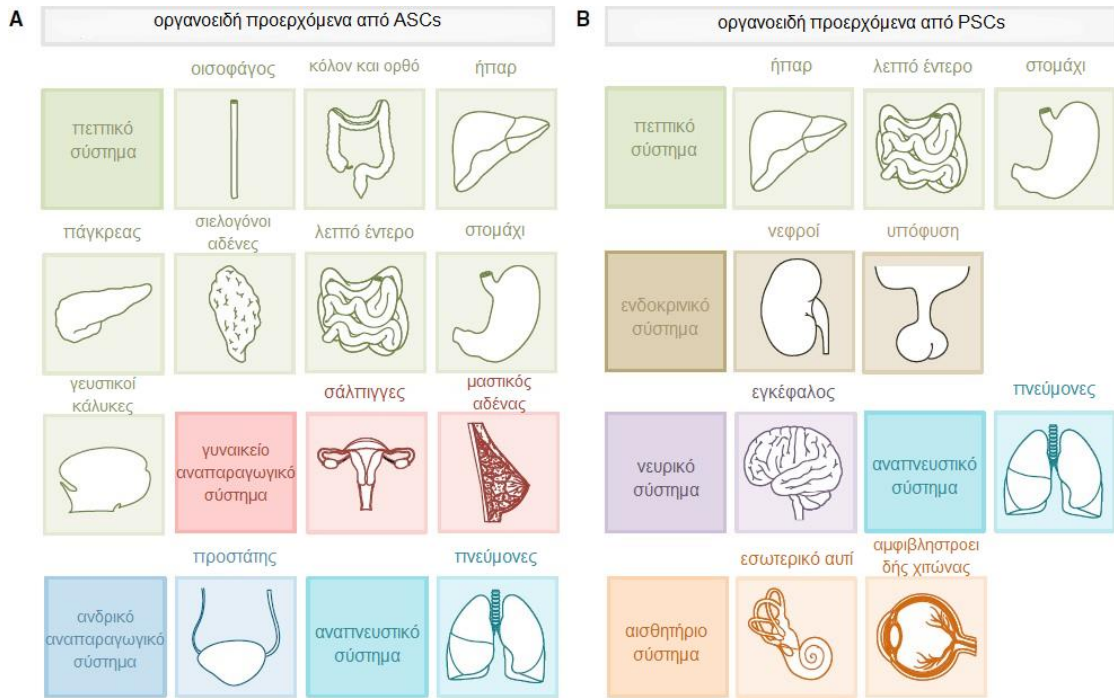 A
οργανοειδή προερχόμενα από ASCs
οισοφάγος
κόλον και ορθό
ήπαρ
πεπτικό
σύστημα
πάγκρεας
σιελογόνοι
αδένες
λεπτό έντερο
στομάχι
γευστικοί
κάλυκες
σάλπιγγες
μαστικός
αδένας
γυναικείο
αναπαραγωγικό
σύστημα
προστάτης
πνεύμονες
ανδρικό
αναπαραγωγικό
σύστημα
αναπνευστικό
σύστημα
B
οργανοειδή προερχόμενα από PSCs
ήπαρ
λεπτό έντερο
στομάχι
πεπτικό
σύστημα
νεφροί
υπόφυση
ενδοκρινικό
σύστημα
εγκέφαλος
πνεύμονες
νευρικό
σύστημα
αναπνευστικό
σύστημα
εσωτερικό αυτί
αμφιβληστροει
δής χιτώνας
αισθητήριο
σύστημα